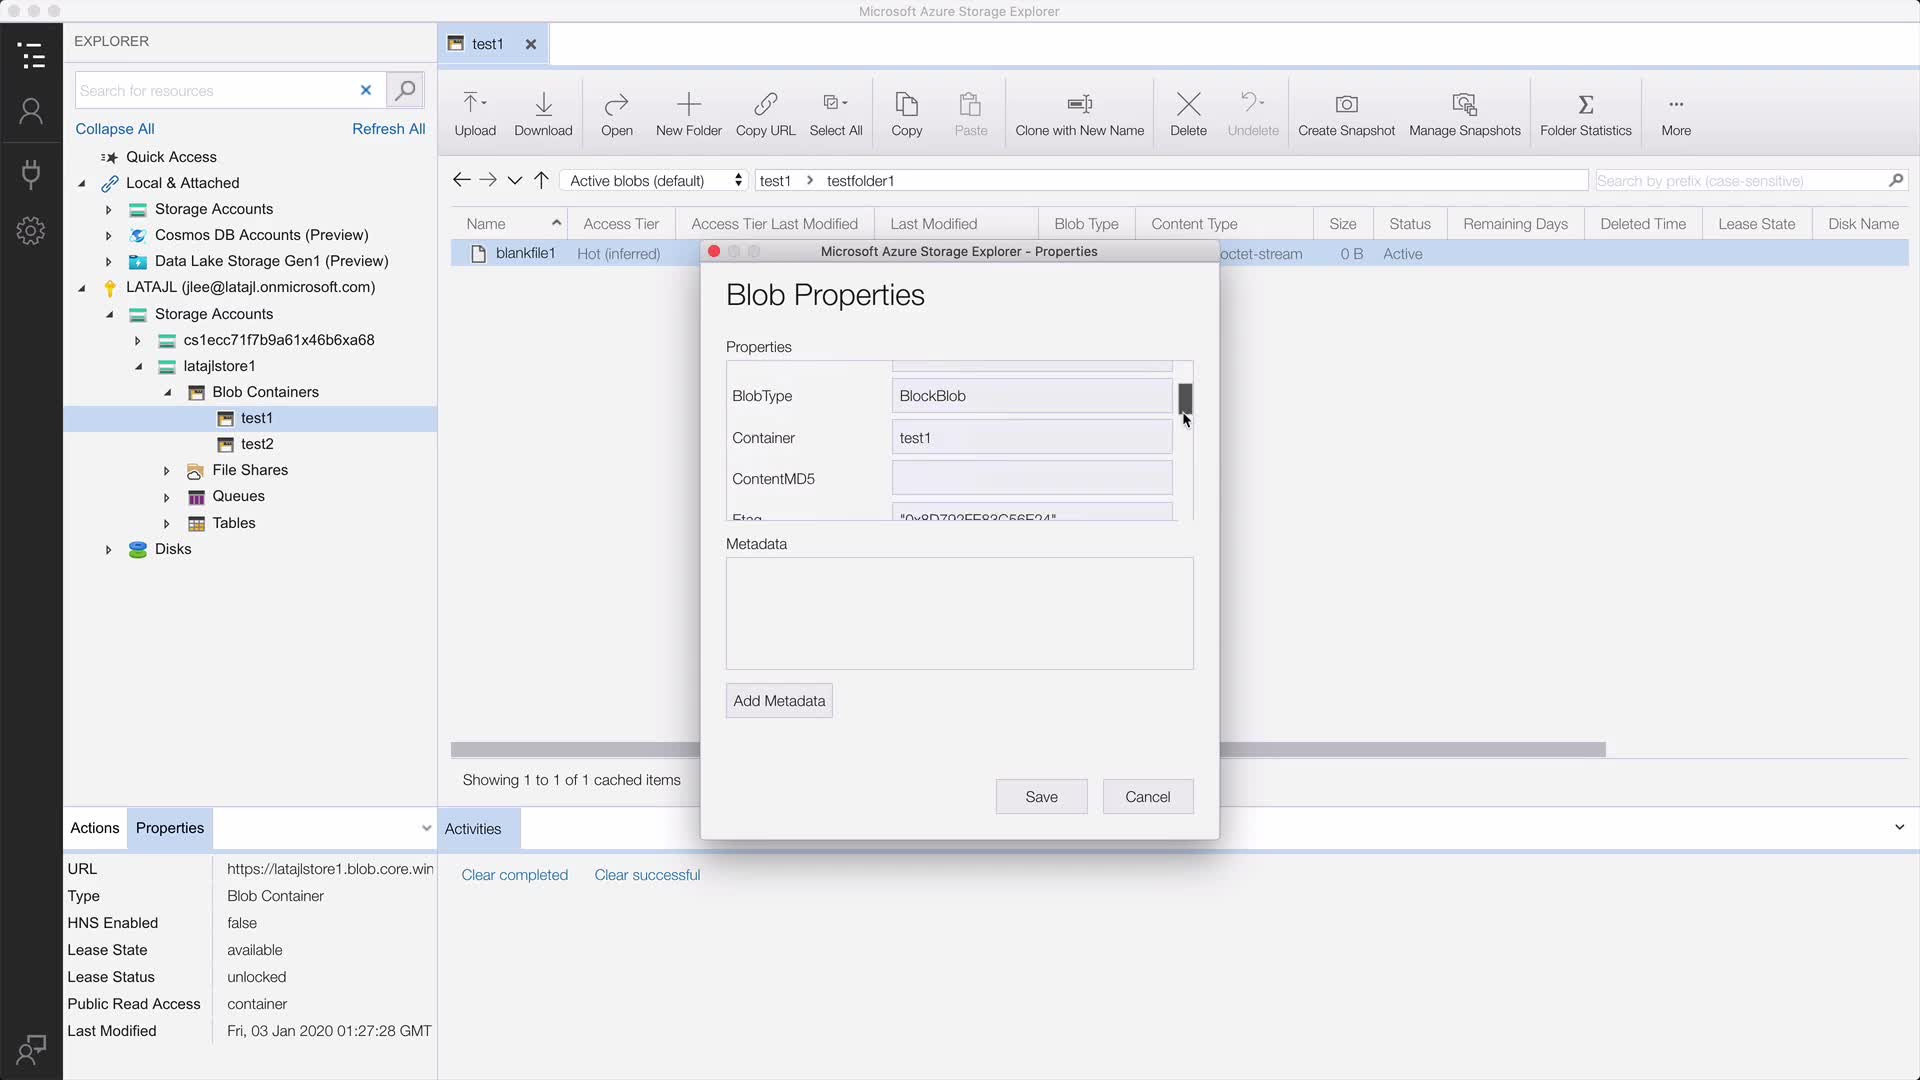 Microsoft Azure Storage Explorer
EXPLORER
Search for resources
Collapse All
Refresh All
Quick Access
Local & Attached
Storage Accounts
Cosmos DB Accounts (Preview)
Data Lake Storage Gen1 (Preview)
LATAJL (jlee@latajl.onmicrosoft.com)
Storage Accounts
cs1ecc71f7b9a61x46b6xa68
latajlstore1
Blob Containers
test1
test2
File Shares
Queues
Tables
Disks
Actions
Properties
URL https://latajlstore1.blob.core.win
Type Blob Container
HNS Enabled false
Lease State available
Lease Status unlocked
Public Read Access container
Last Modified Fri, 03 Jan 2020 01:27:28 GMT
test1
Upload Download Open New Folder Copy URL Select All Copy Paste Clone with New Name Delete Undelete Create Snapshot Manage Snapshots Folder Statistics More
Active blobs (default) test1 testfolder1 Search by prefix (case-sensitive)
Name Access Tier Access Tier Last Modified Last Modified Blob Type Content Type Size Status Remaining Days Deleted Time Lease State Disk Name
blankfile1 Hot (inferred) octet-stream 0 B Active
Microsoft Azure Storage Explorer - Properties
Blob Properties
Properties
BlobType BlockBlob
Container test1
ContentMD5
Etag
Metadata
Add Metadata
Save Cancel
Showing 1 to 1 of 1 cached items
Activities
Clear completed Clear successful